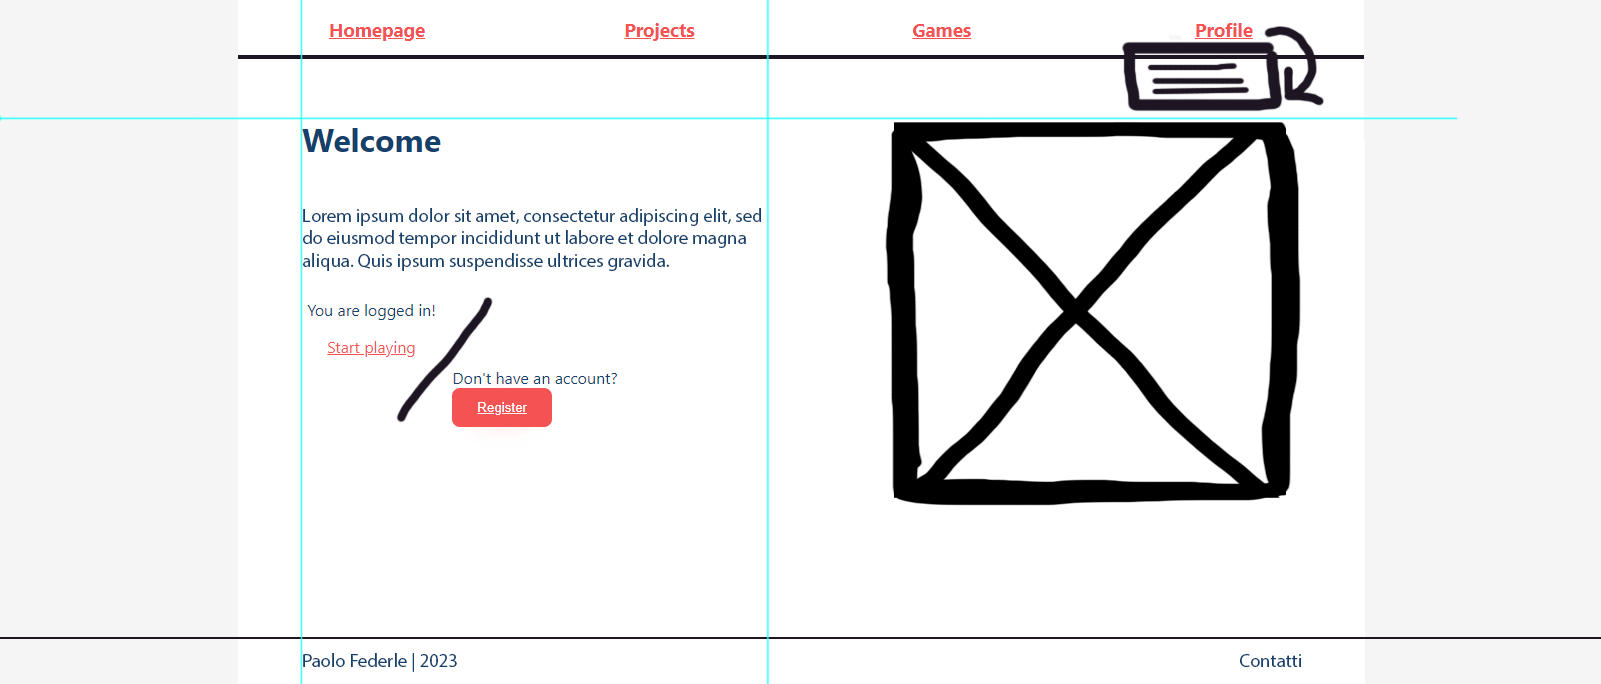 Homepage Projects Games Profile
Welcome
Lorem ipsum dolor sit amet, consectetur adipiscing elit, sed
do eiusmod tempor incididunt ut labore et dolore magna
aliqua. Quis ipsum suspendisse ultrices gravida.
You are logged in!
Start playing
Don't have an account?
Register
Paolo Federle | 2023
Contatti